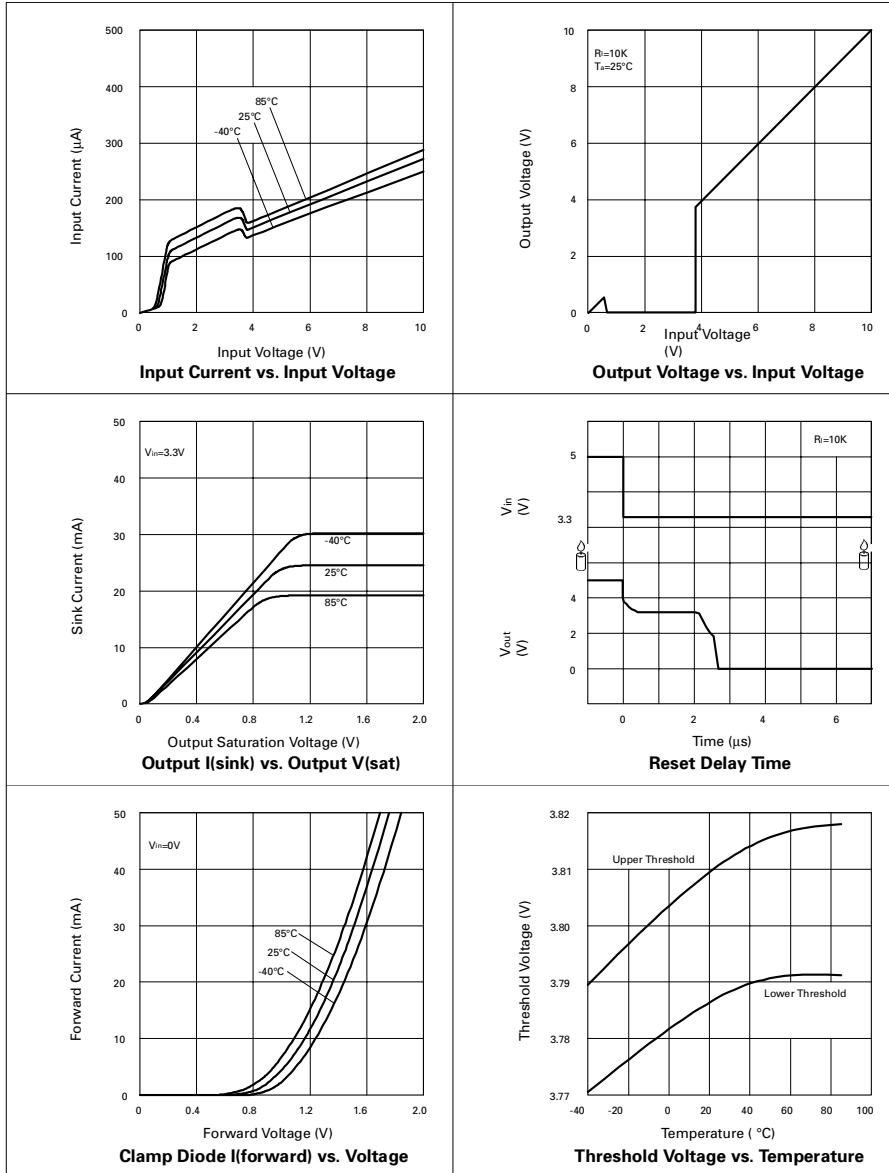 500
400
300
200
100
0
Input Current (µA)
85°C
25°C
-40°C
0 2 4 6 8 10
Input Voltage (V)
Input Current vs. Input Voltage
10
8
6
4
2
0
Output Voltage (V)
Rl=10K
Ta=25°C
0 2 4 6 8 10
Input Voltage
(V)
Output Voltage vs. Input Voltage
50
40
30
20
10
0
Sink Current (mA)
Vin=3.3V
-40°C
25°C
85°C
0 0.4 0.8 1.2 1.6 2.0
Output Saturation Voltage (V)
Output I(sink) vs. Output V(sat)
Rl=10K
5
3.3
Vin
(V)
4
2
0
Vout
(V)
0 2 4 6
Time (µs)
Reset Delay Time
50
40
30
20
10
0
Forward Current (mA)
Vin=0V
85°C
25°C
-40°C
0 0.4 0.8 1.2 1.6 2.0
Forward Voltage (V)
Clamp Diode I(forward) vs. Voltage
3.82
3.81
3.80
3.79
3.78
3.77
Threshold Voltage (V)
Upper Threshold
Lower Threshold
-40 -20 0 20 40 60 80 100
Temperature ( °C)
Threshold Voltage vs. Temperature